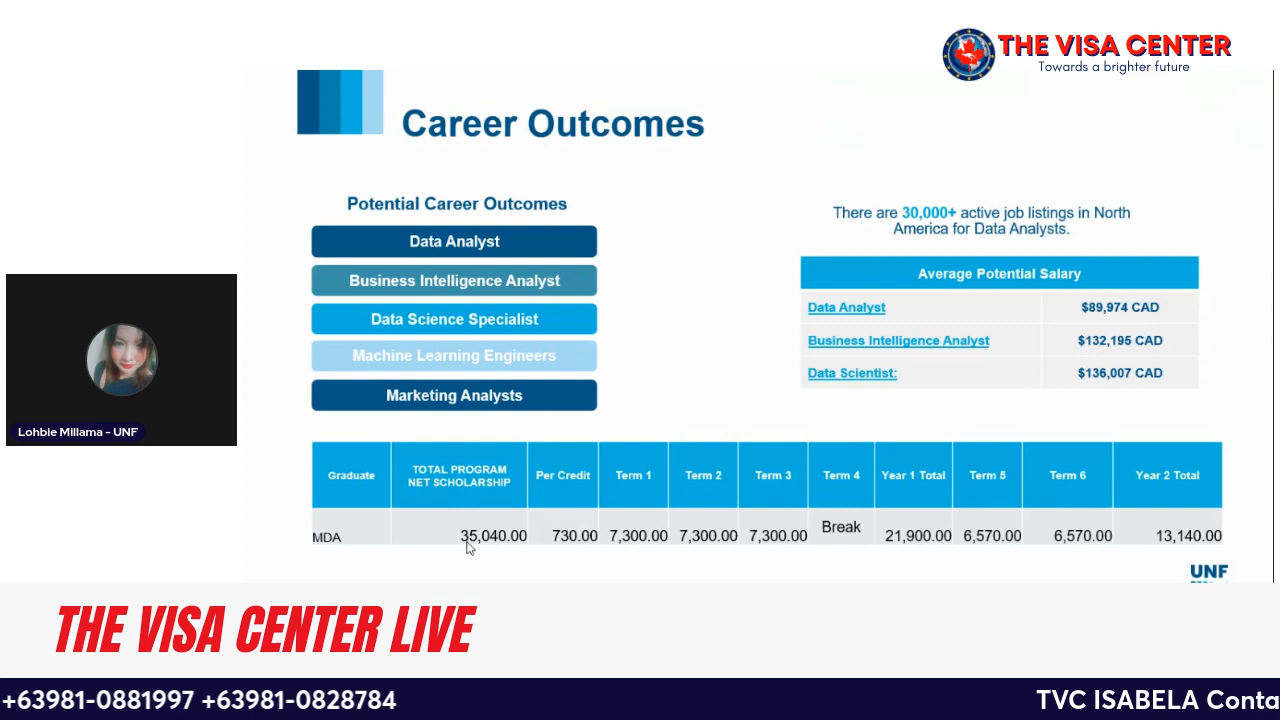 THE VISA CENTER
Towards a brighter future
Career Outcomes
Potential Career Outcomes
Data Analyst
Business Intelligence Analyst
Data Science Specialist
Machine Learning Engineers
Marketing Analysts
There are 30,000+ active job listings in North
America for Data Analysts.
Average Potential Salary
Data Analyst $89,974 CAD
Business Intelligence Analyst $132,195 CAD
Data Scientist: $136,007 CAD
Lohbie Millama - UNF
Graduate TOTAL PROGRAM NET SCHOLARSHIP Per Credit Term 1 Term 2 Term 3 Term 4 Year 1 Total Term 5 Term 6 Year 2 Total
MDA 35,040.00 730.00 7,300.00 7,300.00 7,300.00 Break 21,900.00 6,570.00 6,570.00 13,140.00
UNF
THE VISA CENTER LIVE
+63981-0881997 +63981-0828784 TVC ISABELA Conta